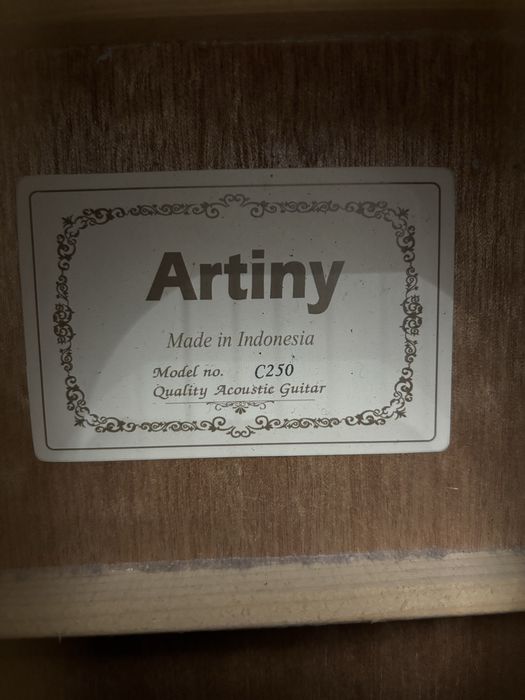 Artiny
Made in Indonesia
Model no. C250
Quality Acoustic Guitar